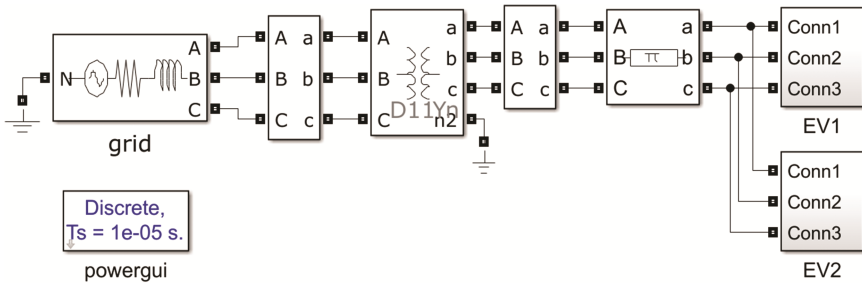 N
A
B
C
grid
A a
B b
C c
A a
B b
C c
D11Yn
n2
A a
B b
C c
A a
B π b
C c
Conn1
Conn2
Conn3
EV1
Conn1
Conn2
Conn3
EV2
Discrete,
Ts = 1e-05 s.
powergui